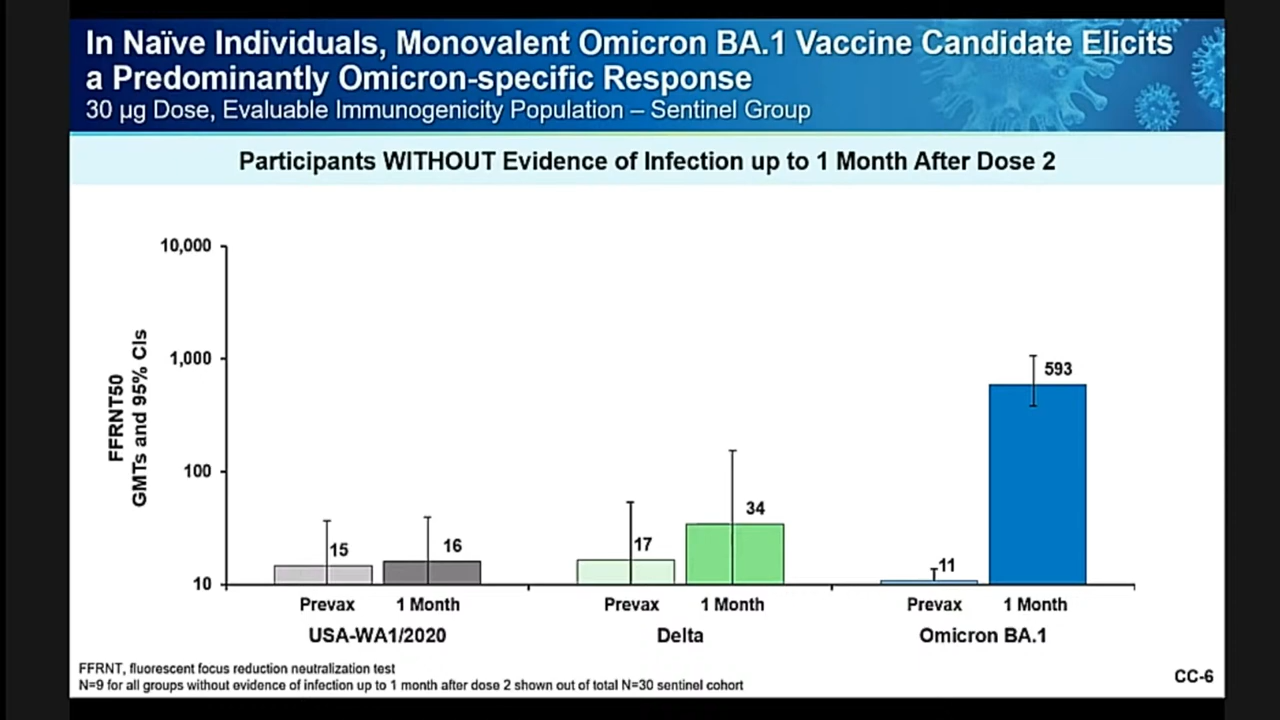 In Naïve Individuals, Monovalent Omicron BA.1 Vaccine Candidate Elicits
a Predominantly Omicron-specific Response
30 µg Dose, Evaluable Immunogenicity Population – Sentinel Group
Participants WITHOUT Evidence of Infection up to 1 Month After Dose 2
FFRNT50
GMTs and 95% CIs
10,000
1,000
100
10
15
16
17
34
11
593
Prevax
1 Month
Prevax
1 Month
Prevax
1 Month
USA-WA1/2020
Delta
Omicron BA.1
FFRNT, fluorescent focus reduction neutralization test
N=9 for all groups without evidence of infection up to 1 month after dose 2 shown out of total N=30 sentinel cohort
CC-6